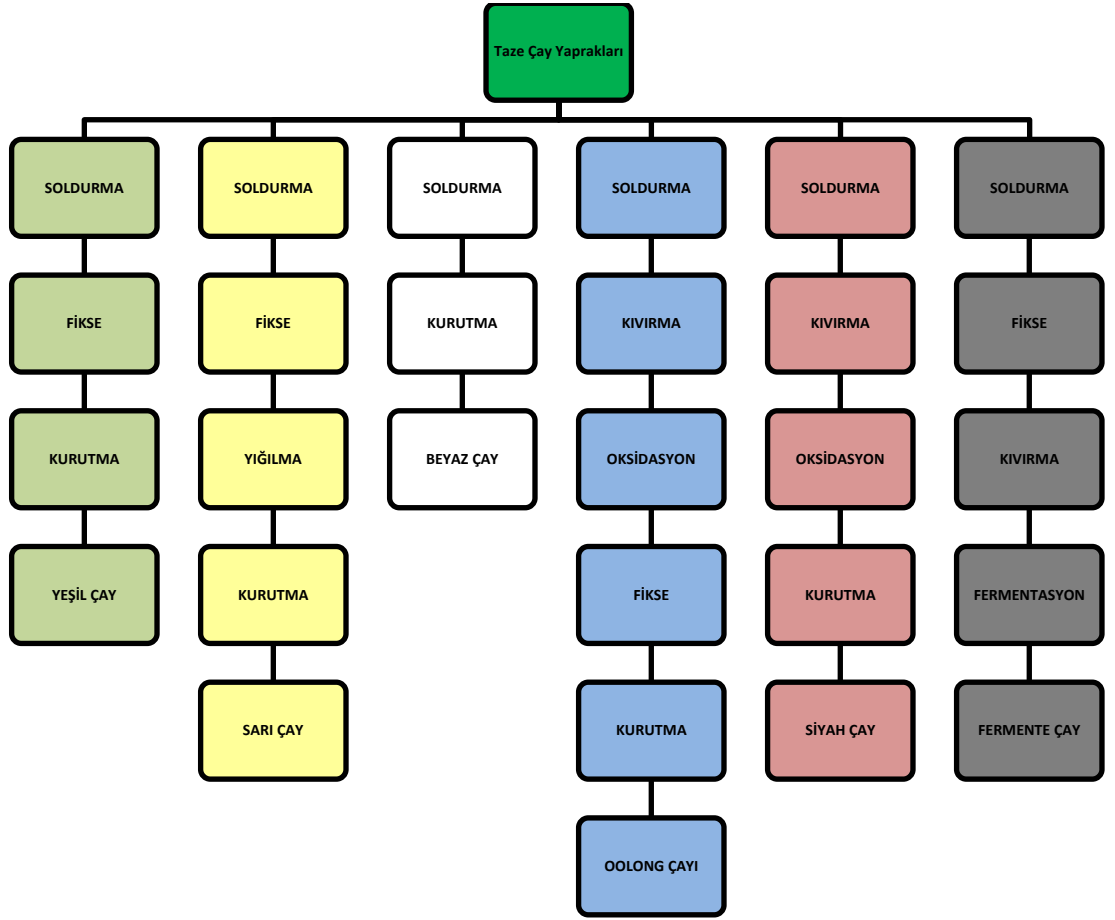 Taze Çay Yaprakları
SOLDURMA
SOLDURMA
SOLDURMA
SOLDURMA
SOLDURMA
SOLDURMA
FİKSE
FİKSE
KURUTMA
KIVIRMA
KIVIRMA
FİKSE
KURUTMA
YIĞILMA
BEYAZ ÇAY
OKSİDASYON
OKSİDASYON
KIVIRMA
YEŞİL ÇAY
KURUTMA
FİKSE
KURUTMA
FERMENTASYON
SARI ÇAY
KURUTMA
SİYAH ÇAY
FERMENTE ÇAY
OOLONG ÇAYI